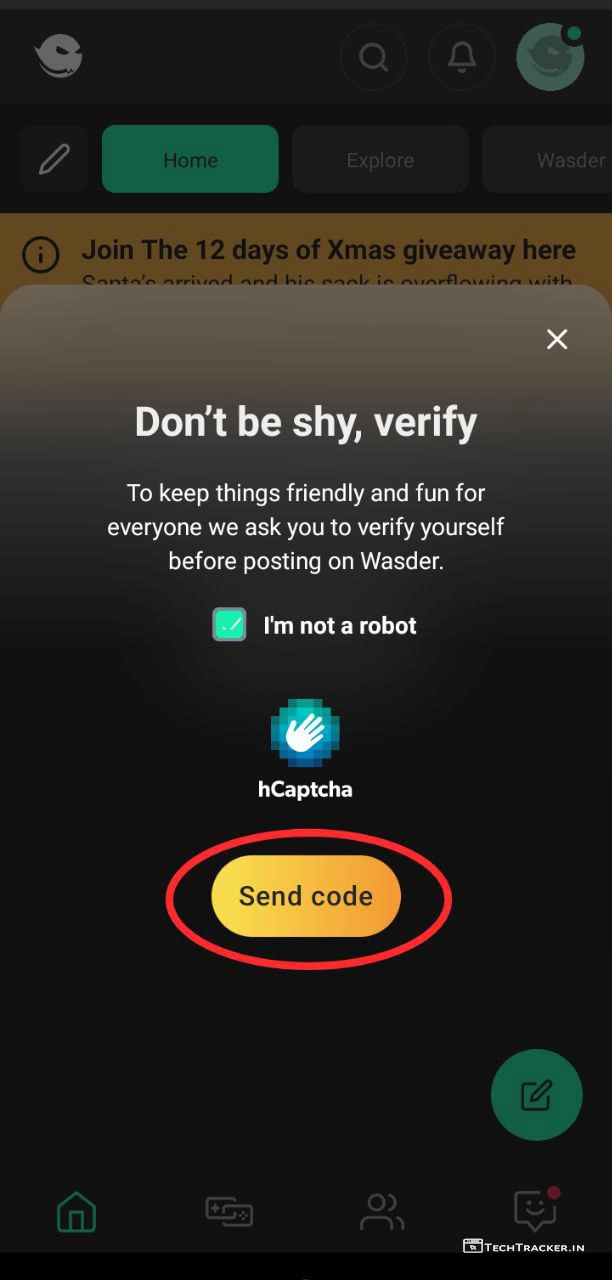 Home
Explore
Wasder
Join The 12 days of Xmas giveaway here
Santa's arrived and his sack is overflowing with
Don't be shy, verify
To keep things friendly and fun for
everyone we ask you to verify yourself
before posting on Wasder.
I'm not a robot
hCaptcha
Send code
TechTracker.in